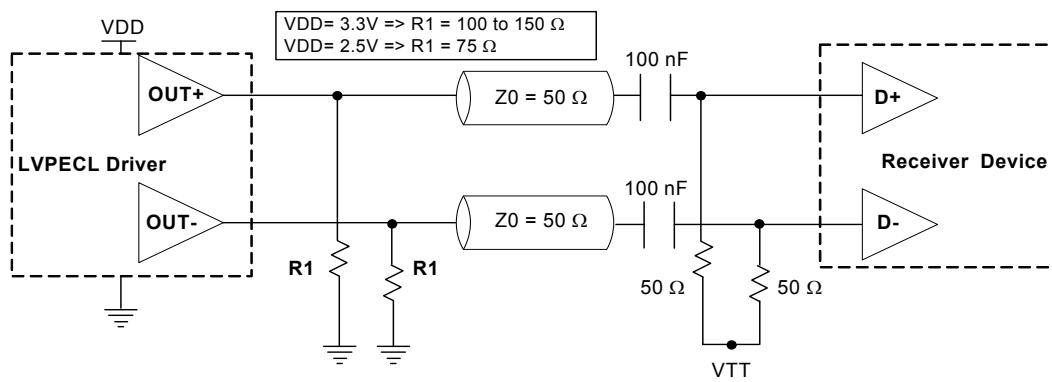 VDD= 3.3V => R1 = 100 to 150 Ω
VDD= 2.5V => R1 = 75 Ω
VDD
100 nF
OUT+
Z0 = 50 Ω
D+
LVPECL Driver
Receiver Device
100 nF
OUT-
Z0 = 50 Ω
D-
R1
R1
50 Ω
50 Ω
VTT